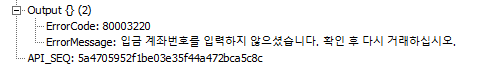 Output {} (2)
ErrorCode: 80003220
ErrorMessage: 입금 계좌번호를 입력하지 않으셨습니다. 확인 후 다시 거래하십시오.
API_SEQ: 5a4705952f1be03e35f44a472bca5c8c